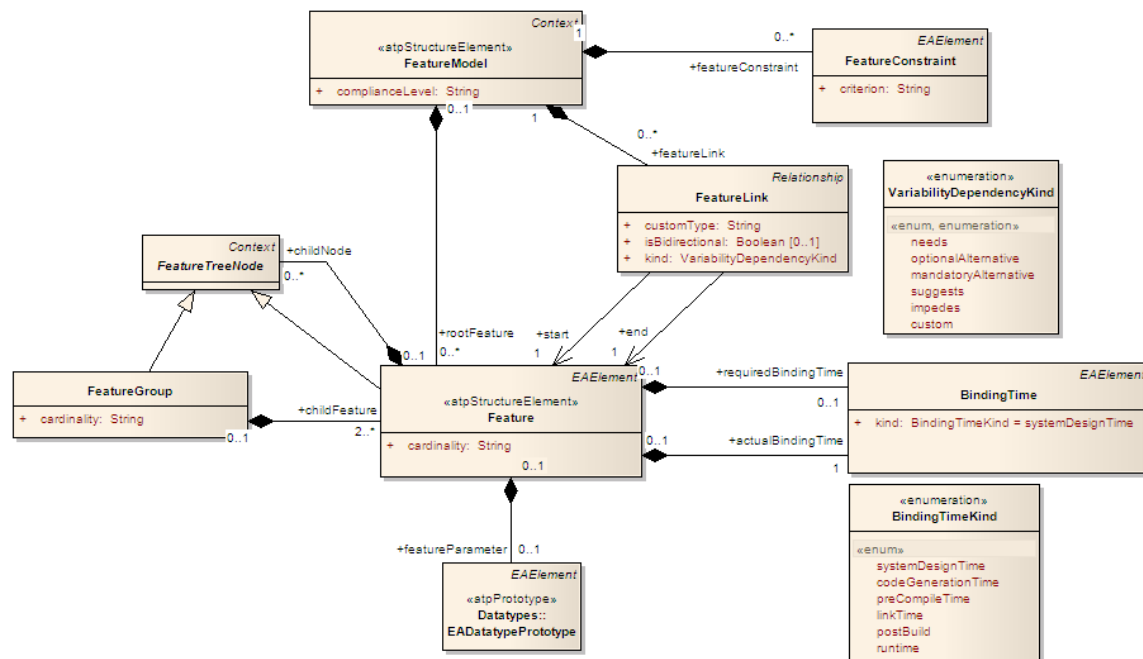 Context
«atpStructureElement»
FeatureModel
+ complianceLevel: String
1
0..*
+featureConstraint
EAElement
FeatureConstraint
+ criterion: String
0..1
1
0..*
+featureLink
Relationship
FeatureLink
+ customType: String
+ isBidirectional: Boolean [0..1]
+ kind: VariabilityDependencyKind
«enumeration»
VariabilityDependencyKind
«enum, enumeration»
needs
optionalAlternative
mandatoryAlternative
suggests
impedes
custom
Context
FeatureTreeNode
+childNode
0..*
0..1
+rootFeature
0..*
+start
1
+end
1
FeatureGroup
+ cardinality: String
0..1
+childFeature
2..*
EAElement
«atpStructureElement»
Feature
+ cardinality: String
0..1
0..1
+requiredBindingTime
0..1
0..1
+actualBindingTime
1
EAElement
BindingTime
+ kind: BindingTimeKind = systemDesignTime
+featureParameter
0..1
EAElement
«atpPrototype»
Datatypes::
EADatatypePrototype
«enumeration»
BindingTimeKind
«enum»
systemDesignTime
codeGenerationTime
preCompileTime
linkTime
postBuild
runtime